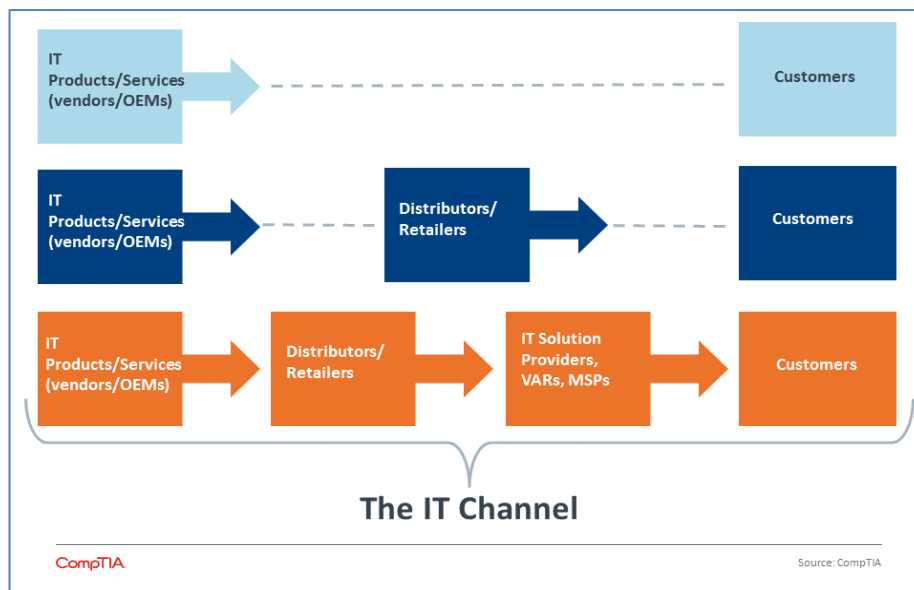 IT
Products/Services
(vendors/OEMs)
Customers
IT
Products/Services
(vendors/OEMs)
Distributors/
Retailers
Customers
IT
Products/Services
(vendors/OEMs)
Distributors/
Retailers
IT Solution
Providers,
VARs, MSPs
Customers
The IT Channel
CompTIA.
Source: CompTIA